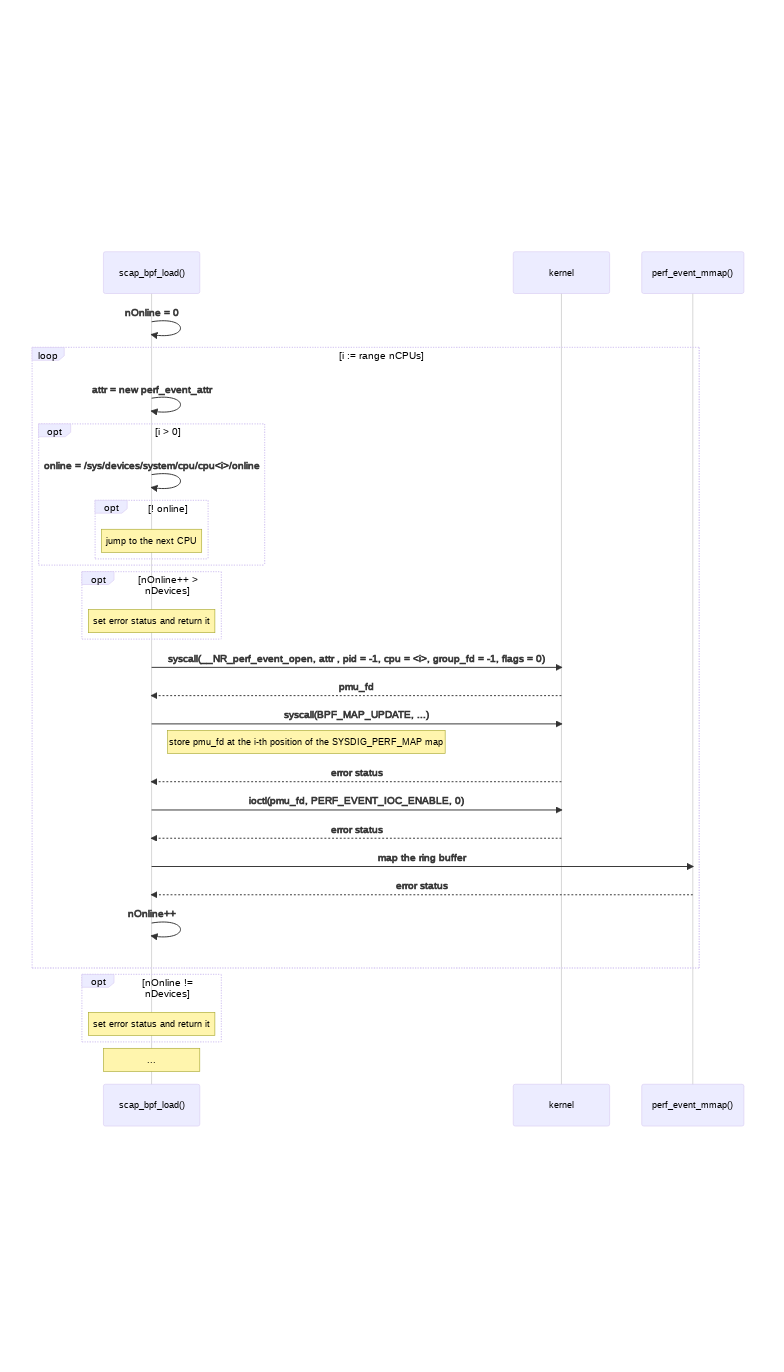 scap_bpf_load()
kernel
perf_event_mmap()
nOnline = 0
loop
[i := range nCPUs]
attr = new perf_event_attr
opt
[i > 0]
online = /sys/devices/system/cpu/cpu<i>/online
opt
[! online]
jump to the next CPU
opt
[nOnline++ >
nDevices]
set error status and return it
syscall(__NR_perf_event_open, attr , pid = -1, cpu = <i>, group_fd = -1, flags = 0)
pmu_fd
syscall(BPF_MAP_UPDATE, ...)
store pmu_fd at the i-th position of the SYSDIG_PERF_MAP map
error status
ioctl(pmu_fd, PERF_EVENT_IOC_ENABLE, 0)
error status
map the ring buffer
error status
nOnline++
opt
[nOnline !=
nDevices]
set error status and return it
...
scap_bpf_load()
kernel
perf_event_mmap()